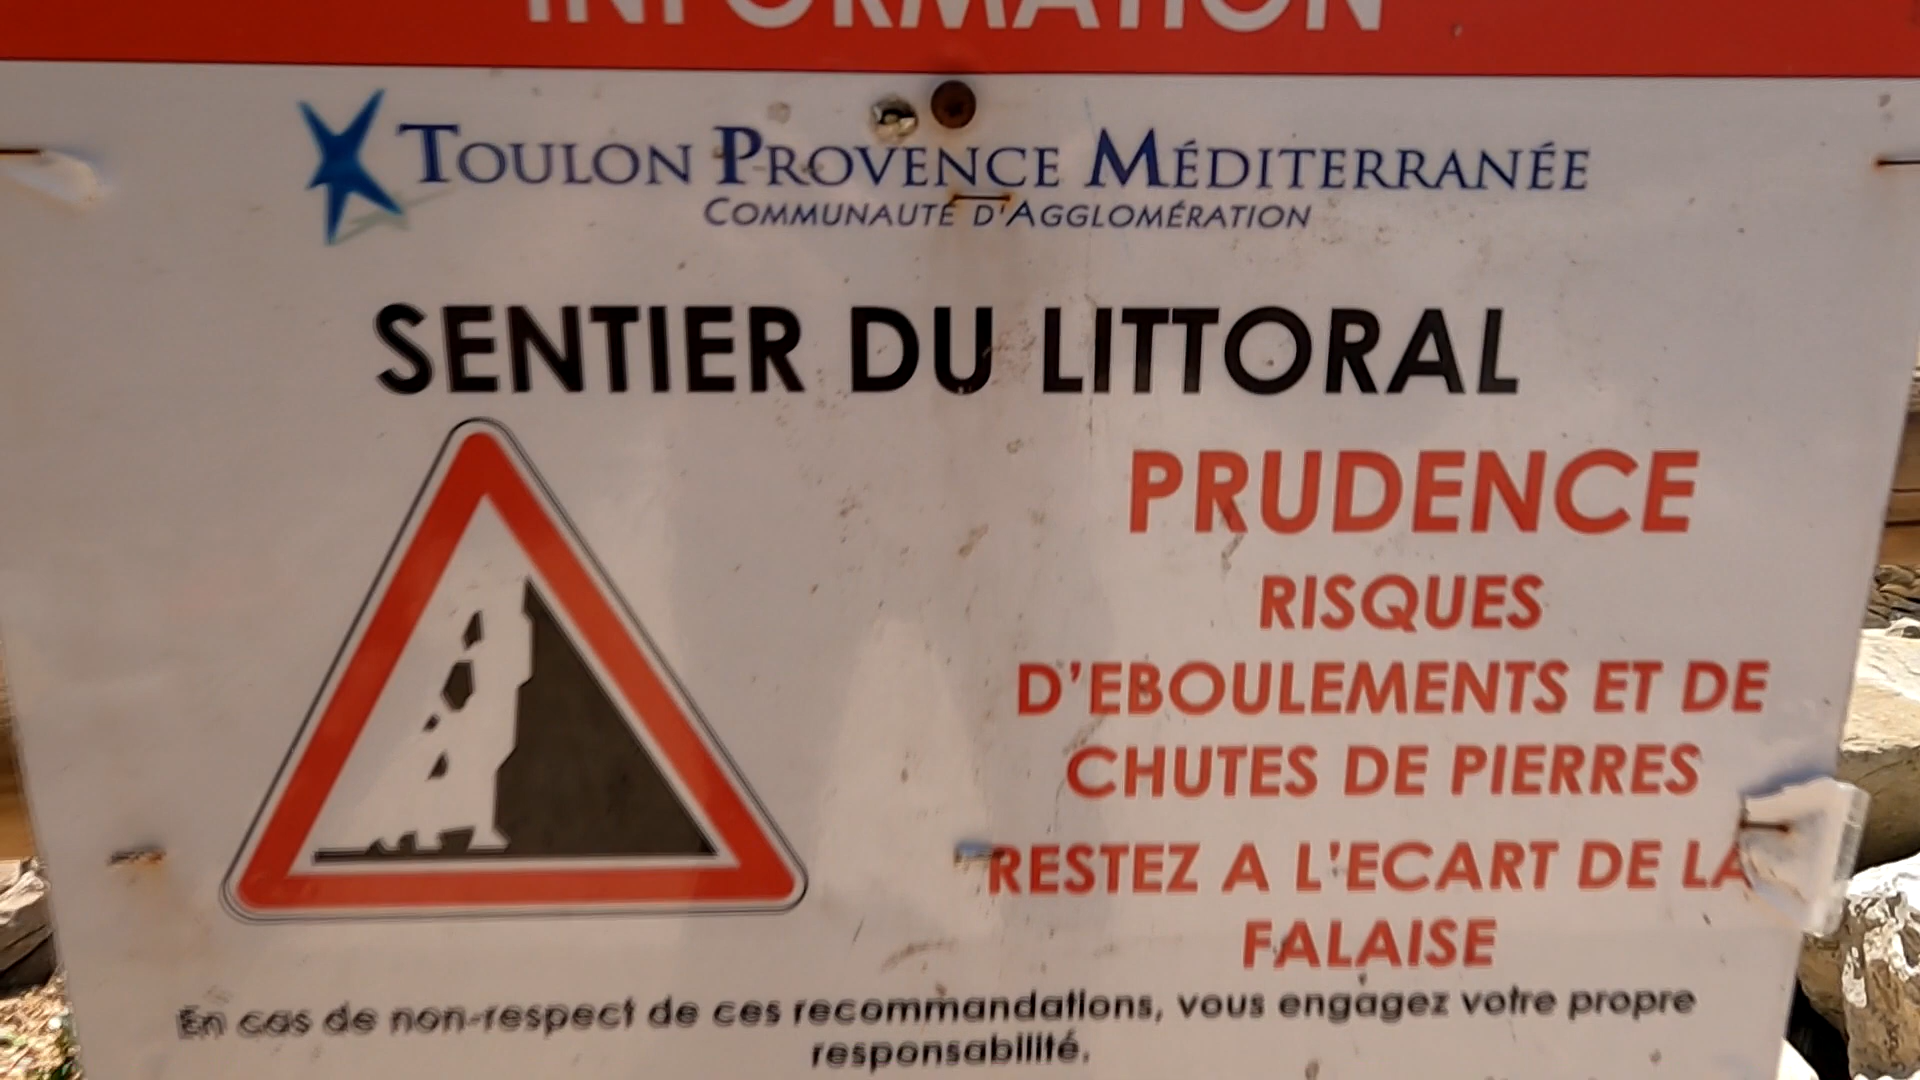 INFORMATION
TOULON PROVENCE MÉDITERRANÉE
COMMUNAUTÉ D'AGGLOMÉRATION
SENTIER DU LITTORAL
PRUDENCE
RISQUES
D'EBOULEMENTS ET DE
CHUTES DE PIERRES
RESTEZ A L'ECART DE LA
FALAISE
En cas de non-respect de ces recommandations, vous engagez votre propre
responsabilité.